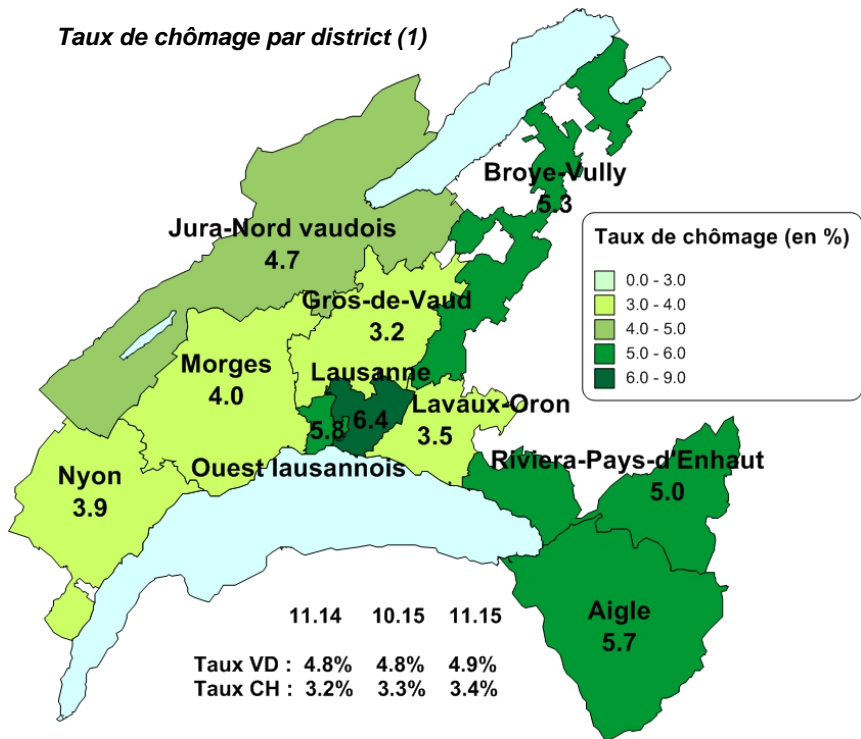 Taux de chômage par district (1)
Broye-Vully
5.3
Jura-Nord vaudois
4.7
Taux de chômage (en %)
0.0 - 3.0
3.0 - 4.0
4.0 - 5.0
5.0 - 6.0
6.0 - 9.0
Gros-de-Vaud
3.2
Morges
4.0
Lausanne
6.4
5.8
Lavaux-Oron
3.5
Ouest lausannois
Riviera-Pays-d'Enhaut
5.0
Nyon
3.9
Aigle
5.7
11.14 10.15 11.15
Taux VD : 4.8% 4.8% 4.9%
Taux CH : 3.2% 3.3% 3.4%